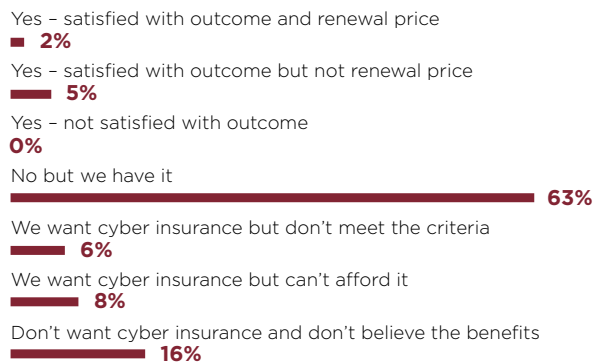 Yes – satisfied with outcome and renewal price
2%
Yes – satisfied with outcome but not renewal price
5%
Yes – not satisfied with outcome
0%
No but we have it
63%
We want cyber insurance but don’t meet the criteria
6%
We want cyber insurance but can’t afford it
8%
Don’t want cyber insurance and don’t believe the benefits
16%